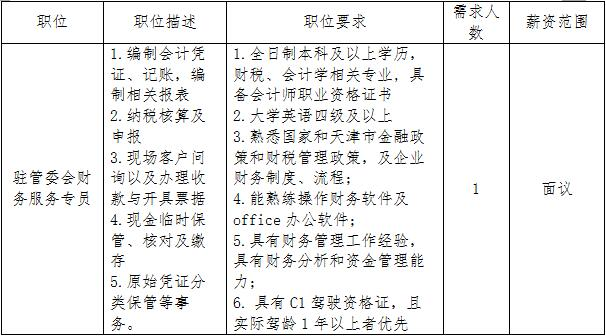 职位 职位描述 职位要求 需求人数 薪资范围
驻管委会财务服务专员
1.编制会计凭
证、记账，编
制相关报表
2.纳税核算及
申报
3.现场客户问
询以及办理收
款与开具票据
4.现金临时保
管、核对及缴
存
5.原始凭证分
类保管等事
务。
1.全日制本科及以上学历，
财税、会计学相关专业，具
备会计师职业资格证书
2.大学英语四级及以上
3.熟悉国家和天津市金融政
策和财税管理政策，及企业
财务制度、流程；
4.能熟练操作财务软件及
office 办公软件；
5.具有财务管理工作经验，
具有财务分析和资金管理能
力；
6. 具有 C1 驾驶资格证，且
实际驾龄 1 年以上者优先
1
面议